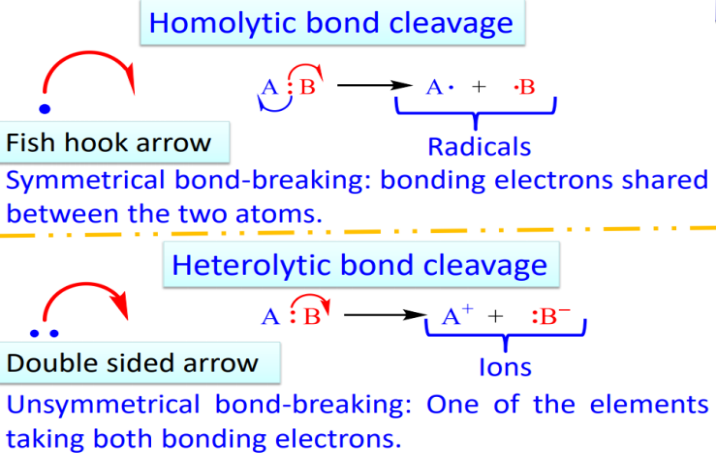 Homolytic bond cleavage
A : B → A· + ·B
Fish hook arrow
Radicals
Symmetrical bond-breaking: bonding electrons shared
between the two atoms.
Heterolytic bond cleavage
A : B → A⁺ + :B⁻
Double sided arrow
Ions
Unsymmetrical bond-breaking: One of the elements
taking both bonding electrons.